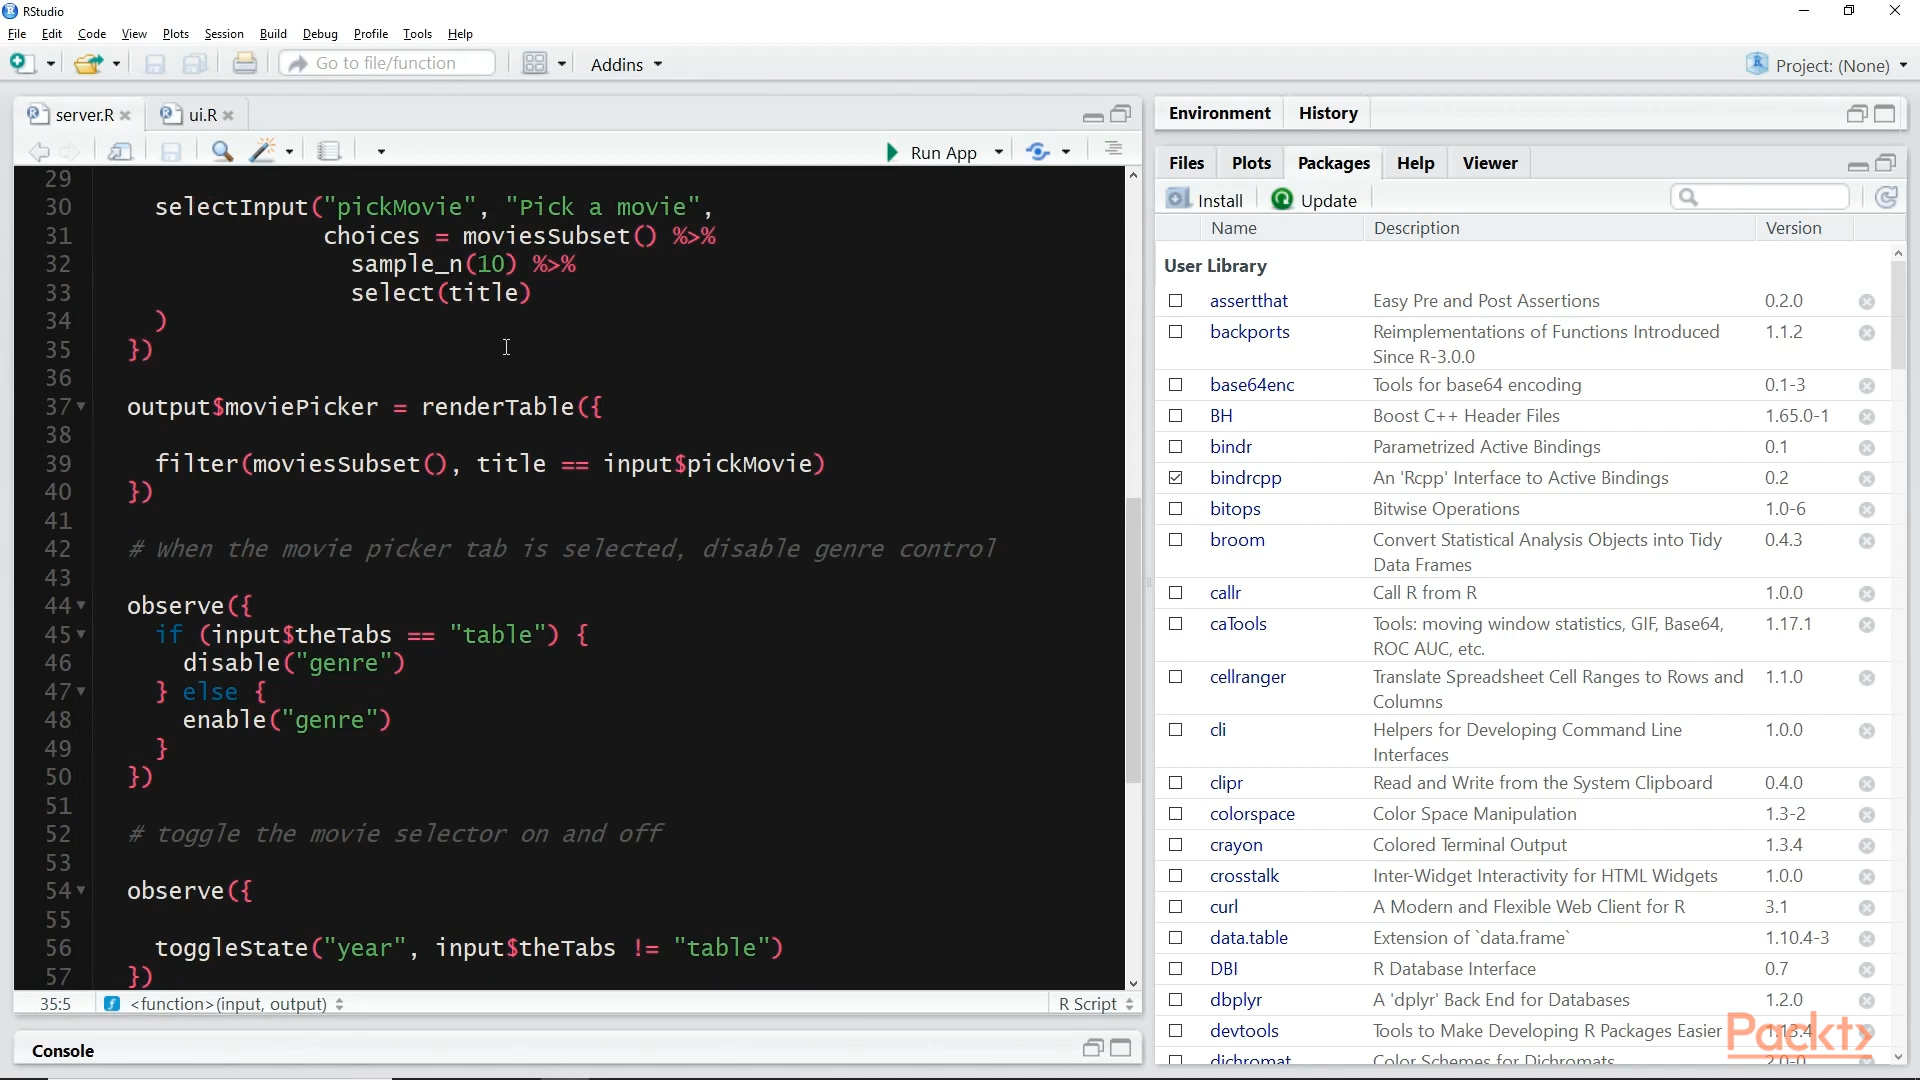 RStudio
File Edit Code View Plots Session Build Debug Profile Tools Help
Go to file/function Addins Project: (None)
server.R ui.R
Run App
29
30 selectInput("pickMovie", "Pick a movie",
31 choices = moviesSubset() %>%
32 sample_n(10) %>%
33 select(title)
34 )
35 })
36
37 output$moviePicker = renderTable({
38
39 filter(moviesSubset(), title == input$pickMovie)
40 })
41
42 # when the movie picker tab is selected, disable genre control
43
44 observe({
45 if (input$theTabs == "table") {
46 disable("genre")
47 } else {
48 enable("genre")
49 }
50 })
51
52 # toggle the movie selector on and off
53
54 observe({
55
56 toggleState("year", input$theTabs != "table")
57 })
35:5 <function>(input, output) R Script
Console
Environment History
Files Plots Packages Help Viewer
Install Update
Name Description Version
User Library
assertthat Easy Pre and Post Assertions 0.2.0
backports Reimplementations of Functions Introduced 1.1.2
Since R-3.0.0
base64enc Tools for base64 encoding 0.1-3
BH Boost C++ Header Files 1.65.0-1
bindr Parametrized Active Bindings 0.1
bindrcpp An 'Rcpp' Interface to Active Bindings 0.2
bitops Bitwise Operations 1.0-6
broom Convert Statistical Analysis Objects into Tidy 0.4.3
Data Frames
callr Call R from R 1.0.0
caTools Tools: moving window statistics, GIF, Base64, 1.17.1
ROC AUC, etc.
cellranger Translate Spreadsheet Cell Ranges to Rows and 1.1.0
Columns
cli Helpers for Developing Command Line 1.0.0
Interfaces
clipr Read and Write from the System Clipboard 0.4.0
colorspace Color Space Manipulation 1.3-2
crayon Colored Terminal Output 1.3.4
crosstalk Inter-Widget Interactivity for HTML Widgets 1.0.0
curl A Modern and Flexible Web Client for R 3.1
data.table Extension of `data.frame` 1.10.4-3
DBI R Database Interface 0.7
dbplyr A 'dplyr' Back End for Databases 1.2.0
devtools Tools to Make Developing R Packages Easier 1.13.4
dichromat Color Schemes for Dichromats 2.0-0
Packt